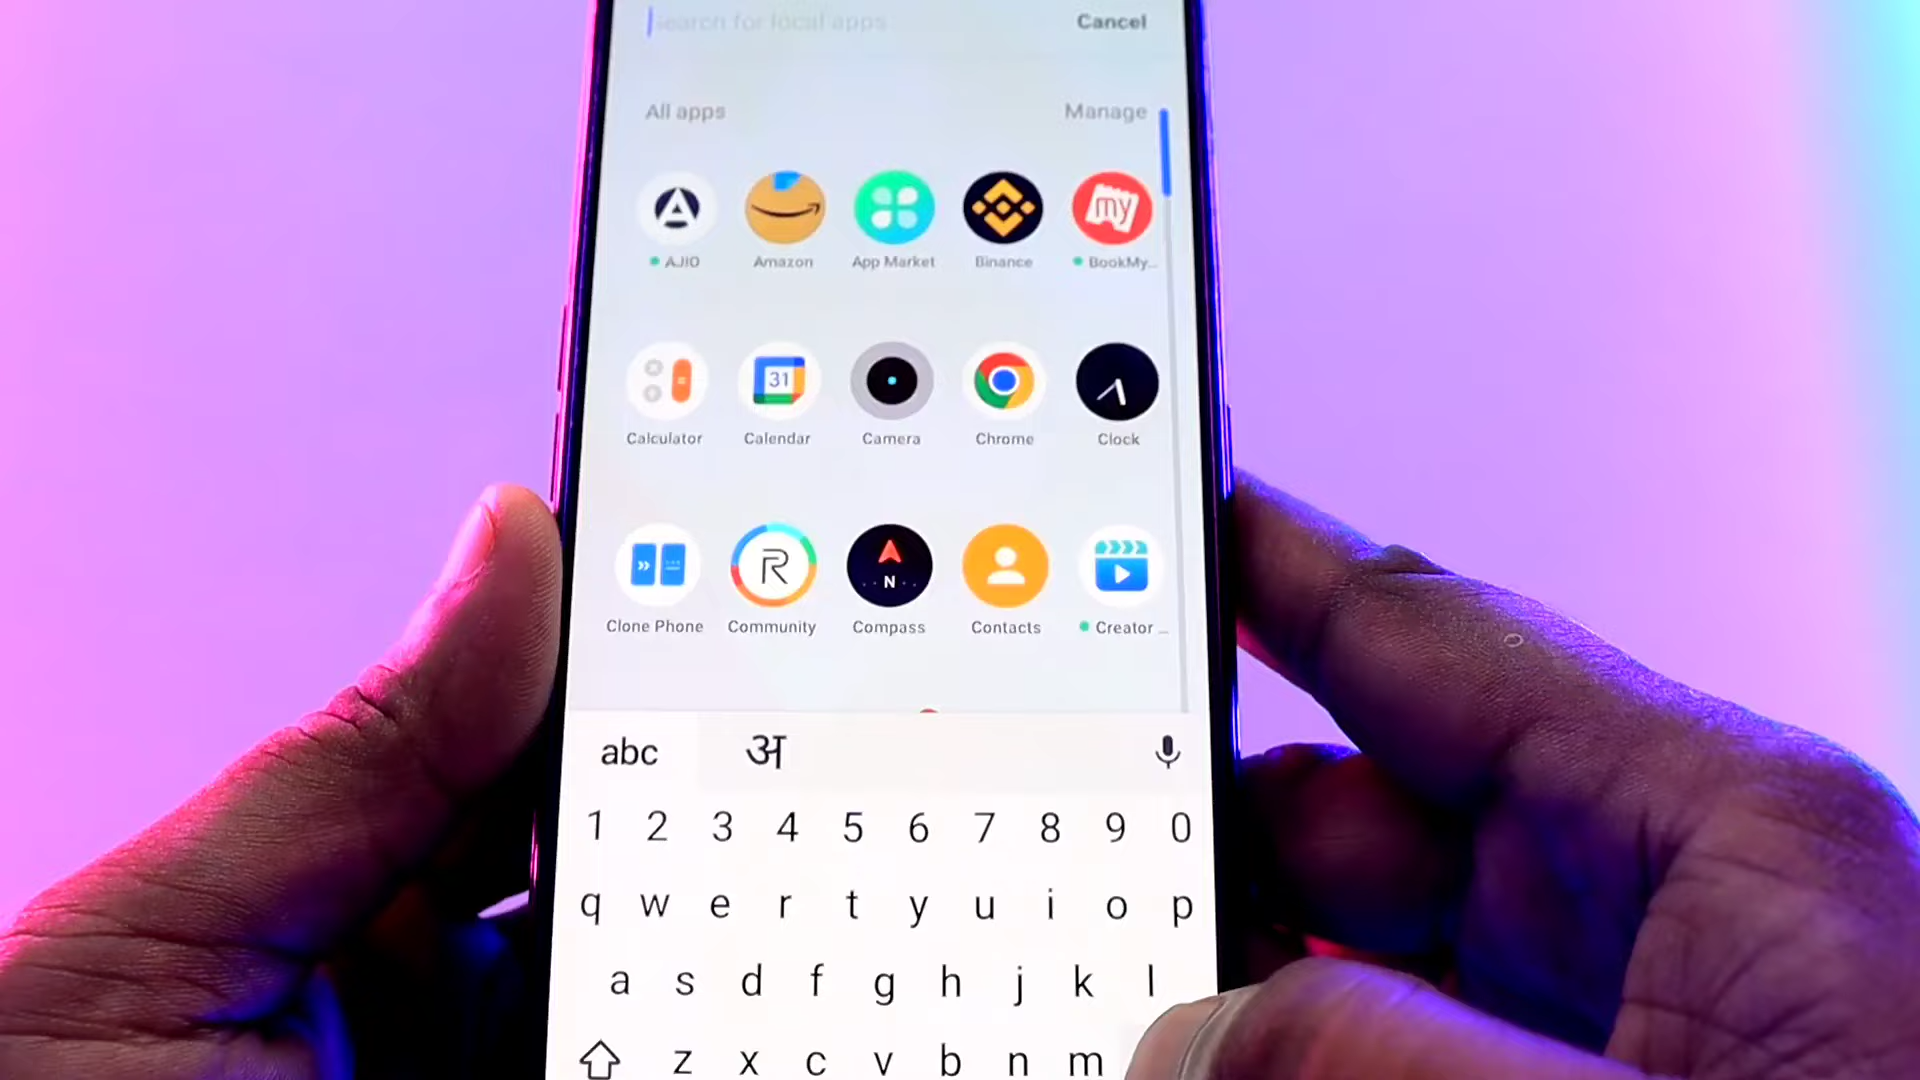 Search for local apps Cancel
All apps Manage
my
AJIO Amazon App Market Binance BookMy...
31
Calculator Calendar Camera Chrome Clock
R N
Clone Phone Community Compass Contacts Creator ...
abc अ
1 2 3 4 5 6 7 8 9 0
q w e r t y u i o p
a s d f g h j k l
z x c v b n m